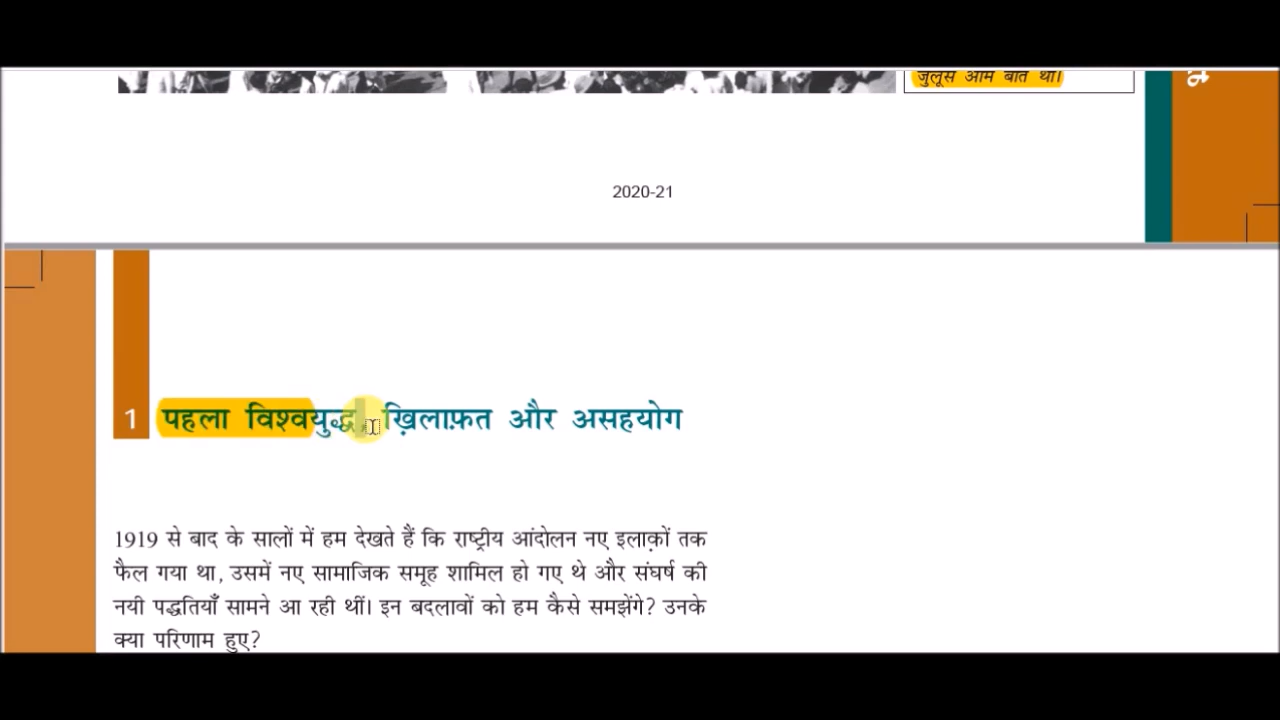 जुलूस आम बात थी।
2020-21
1 पहला विश्वयुद्ध, ख़िलाफ़त और असहयोग
1919 से बाद के सालों में हम देखते हैं कि राष्ट्रीय आंदोलन नए इलाक़ों तक
फैल गया था, उसमें नए सामाजिक समूह शामिल हो गए थे और संघर्ष की
नयी पद्धतियाँ सामने आ रही थीं। इन बदलावों को हम कैसे समझेंगे? उनके
क्या परिणाम हुए?